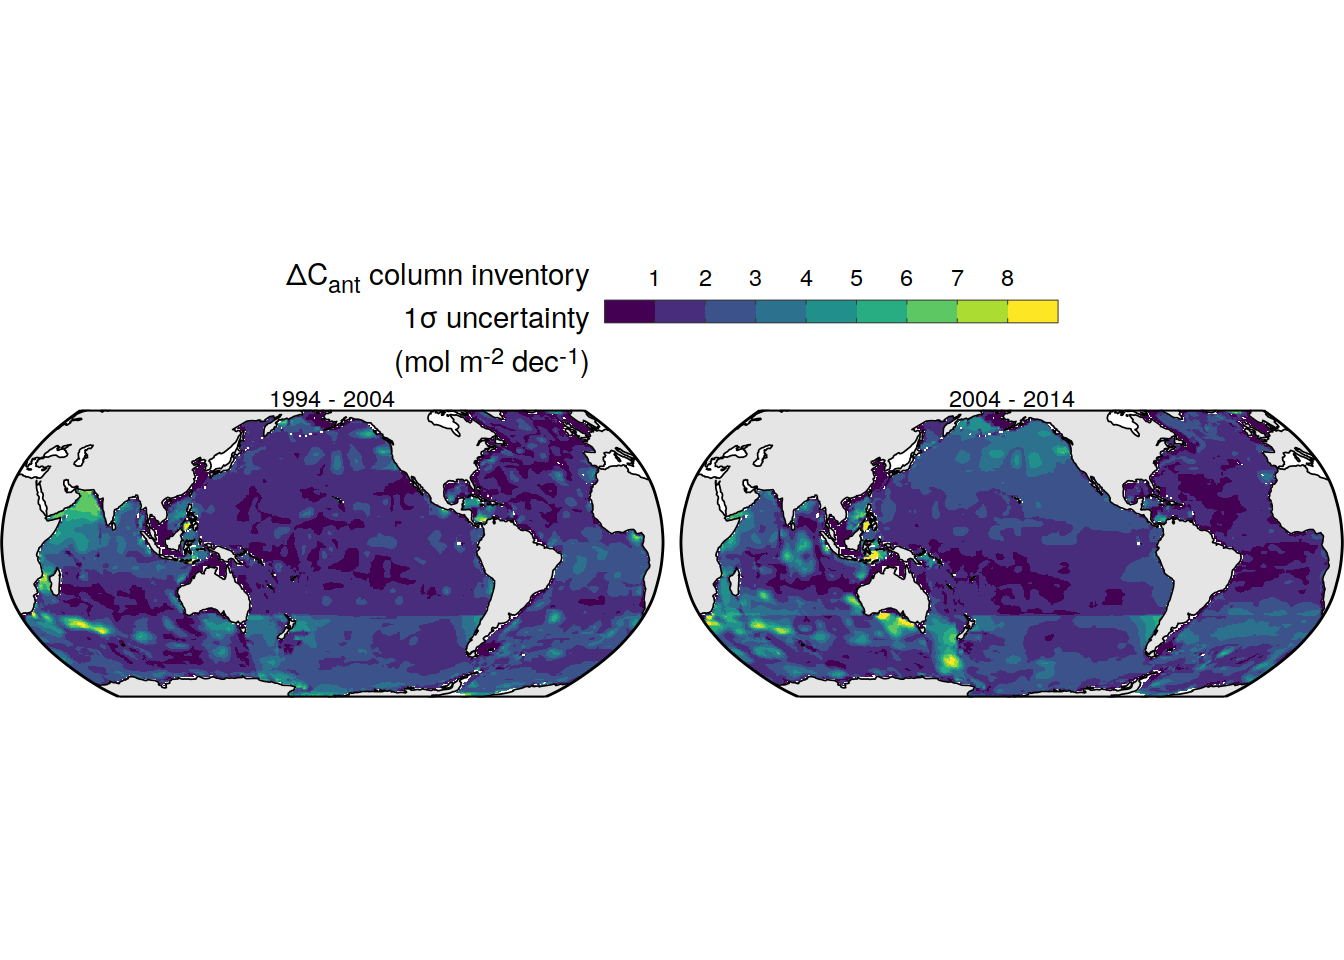 ΔCant column inventory
1σ uncertainty
(mol m-2 dec-1)
1 2 3 4 5 6 7 8
1994 - 2004
2004 - 2014